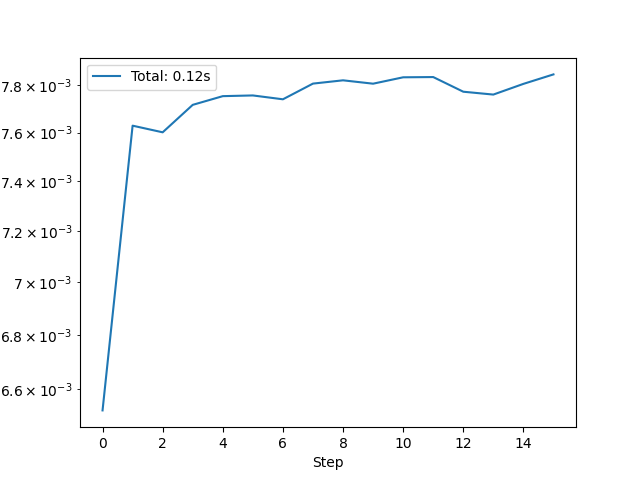 Total: 0.12s
7.8 × 10⁻³
7.6 × 10⁻³
7.4 × 10⁻³
7.2 × 10⁻³
7 × 10⁻³
6.8 × 10⁻³
6.6 × 10⁻³
0 2 4 6 8 10 12 14
Step